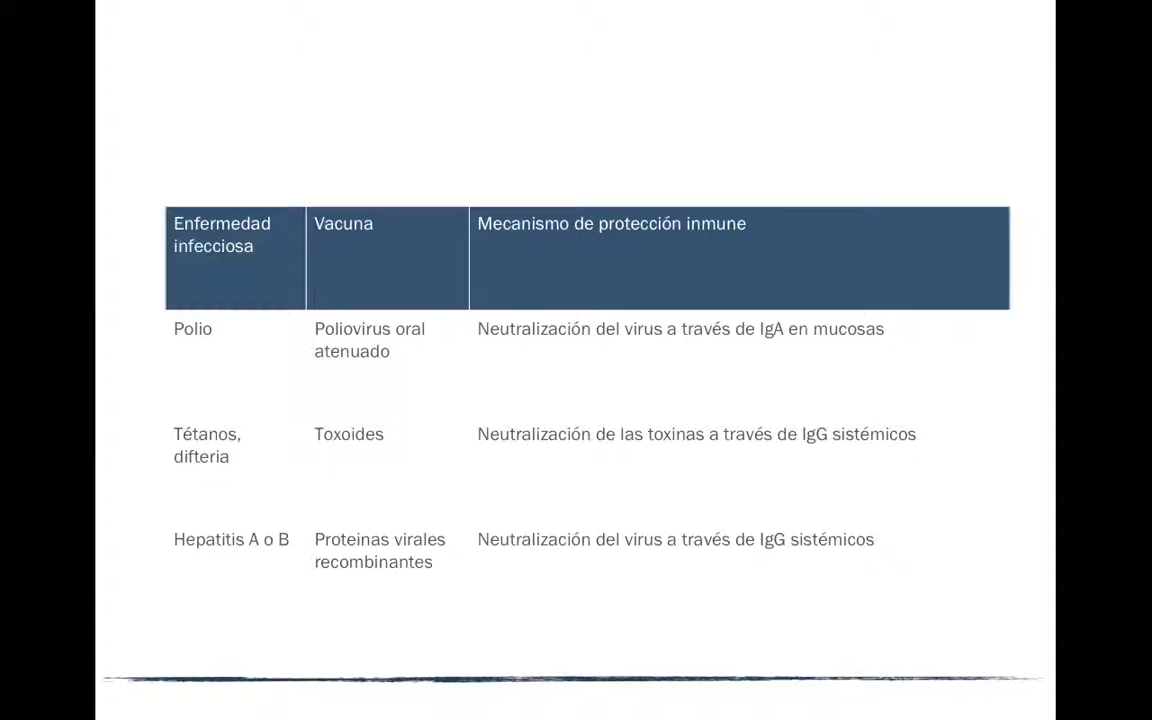 Enfermedad infecciosa Vacuna Mecanismo de protección inmune
Polio Poliovirus oral atenuado Neutralización del virus a través de IgA en mucosas
Tétanos, difteria Toxoides Neutralización de las toxinas a través de IgG sistémicos
Hepatitis A o B Proteinas virales recombinantes Neutralización del virus a través de IgG sistémicos